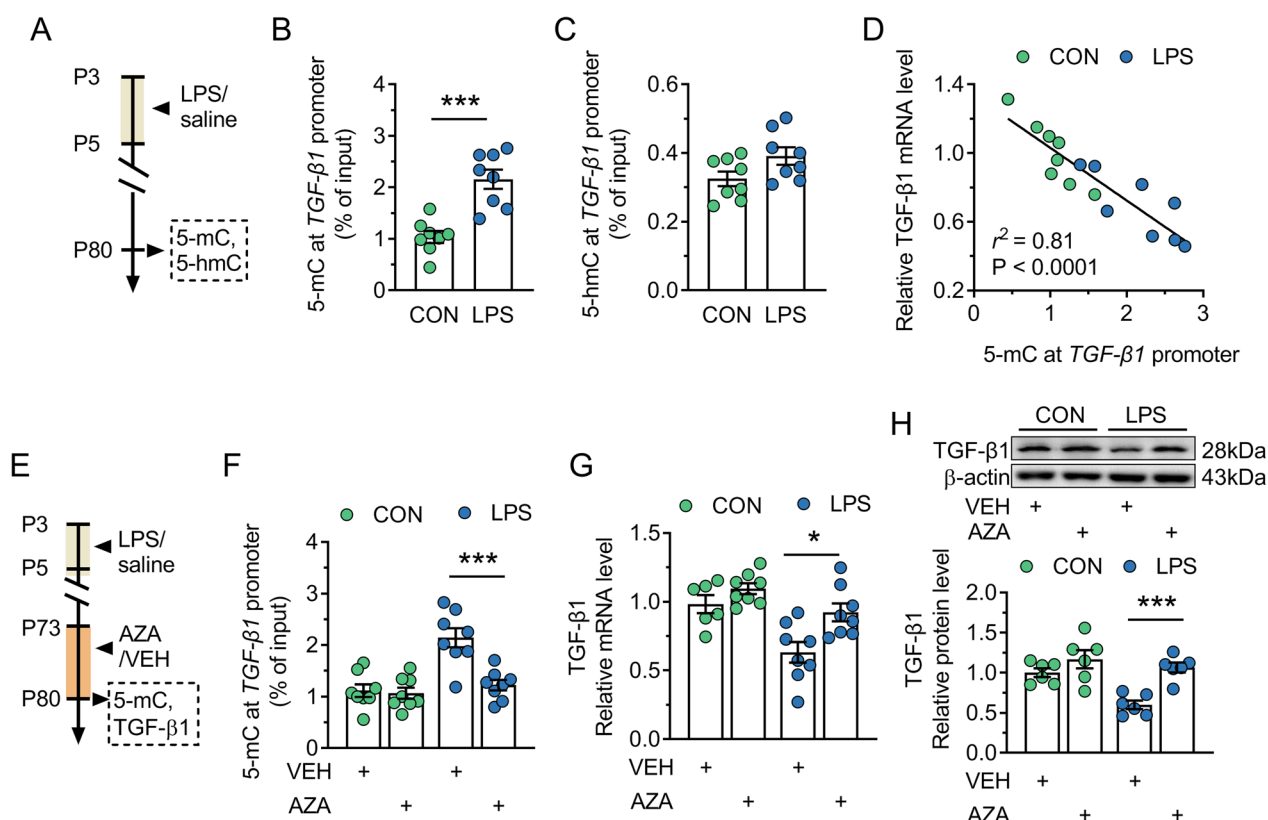 A
P3
LPS/
saline
P5
P80
5-mC,
5-hmC
B
5-mC at TGF-β1 promoter
(% of input)
4
3
2
1
0
***
CON LPS
C
5-hmC at TGF-β1 promoter
(% of input)
0.6
0.4
0.2
0.0
CON LPS
D
CON LPS
Relative TGF-β1 mRNA level
1.4
1.0
0.6
0.2
r² = 0.81
P < 0.0001
0 1 2 3
5-mC at TGF-β1 promoter
E
P3
LPS/
saline
P5
P73
AZA
/VEH
P80
5-mC,
TGF-β1
F
CON LPS
5-mC at TGF-β1 promoter
(% of input)
4
3
2
1
0
***
VEH + +
AZA + +
G
CON LPS
TGF-β1
Relative mRNA level
1.5
1.0
0.5
0.0
*
VEH + +
AZA + +
H
CON LPS
TGF-β1 28kDa
β-actin 43kDa
VEH + +
AZA + +
CON LPS
TGF-β1
Relative protein level
2.0
1.5
1.0
0.5
0.0
***
VEH + +
AZA + +